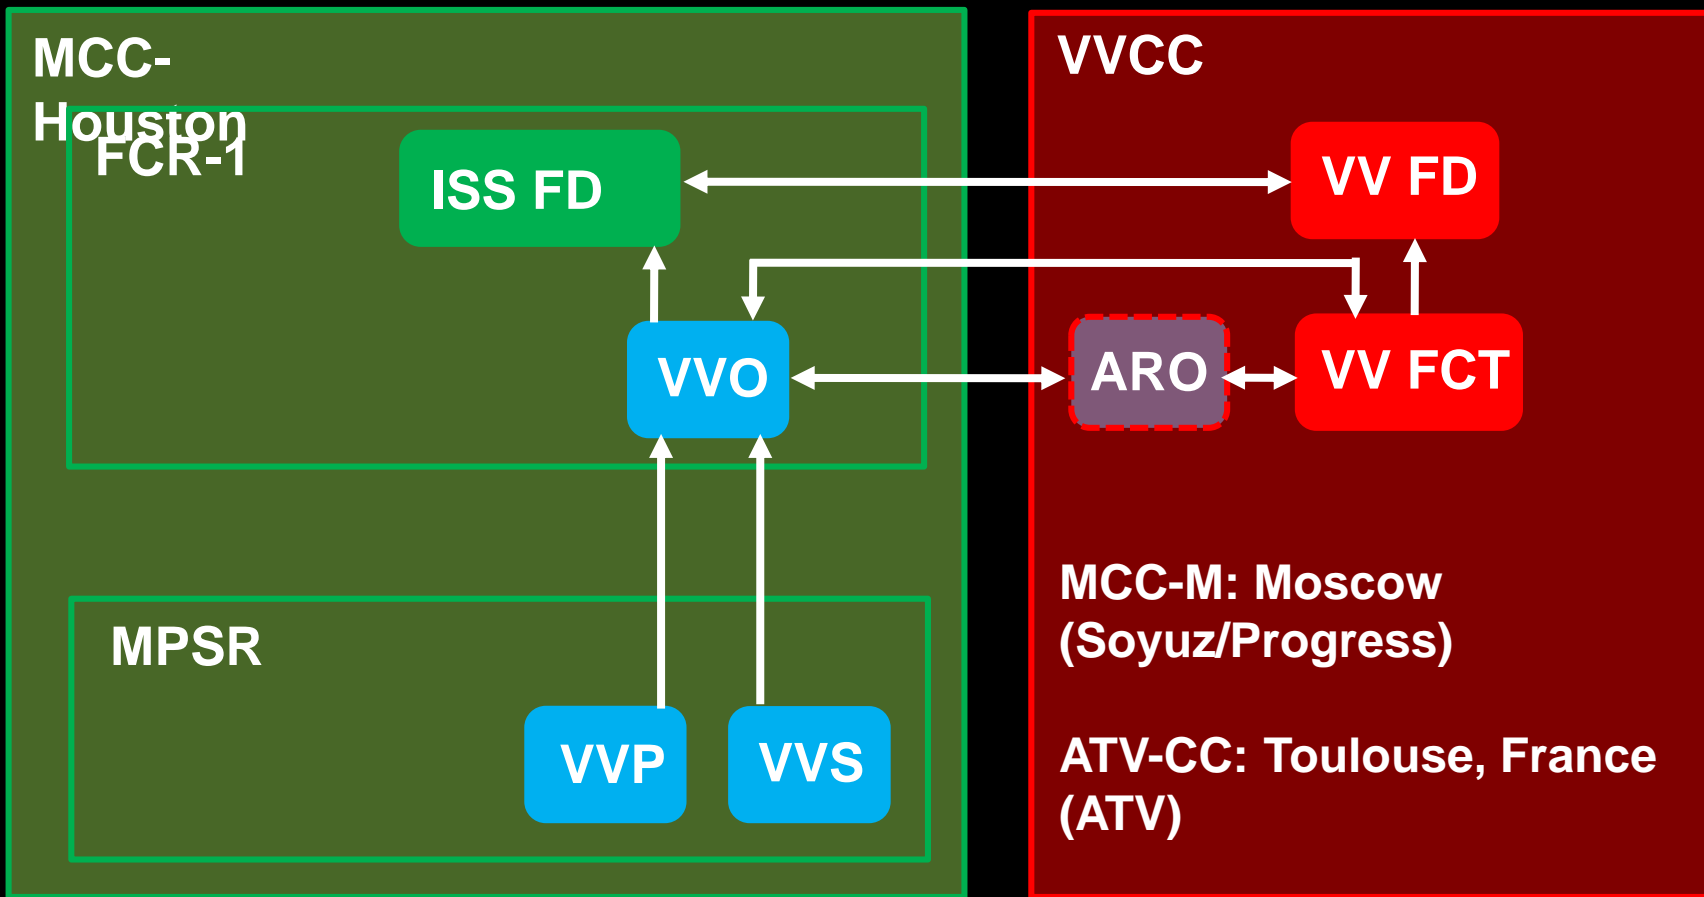 MCC-
Houston
FCR-1
ISS FD
VVO
MPSR
VVP
VVS
VVCC
VV FD
ARO
VV FCT
MCC-M: Moscow
(Soyuz/Progress)
ATV-CC: Toulouse, France
(ATV)